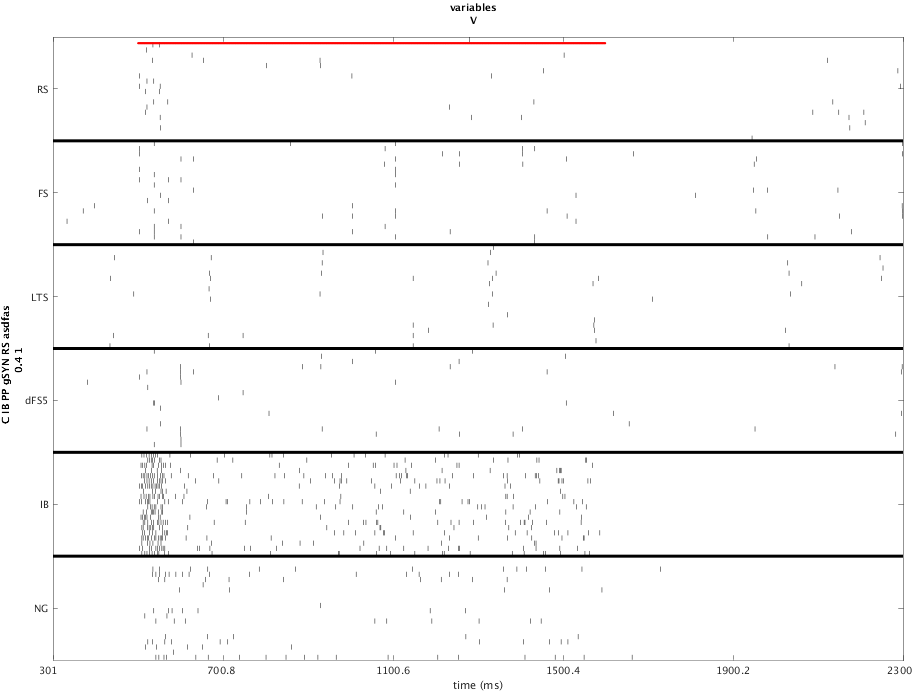 variables
V
RS
FS
LTS
dFS5
IB
NG
C IB PP gSYN RS asdfas
0.4 1
301
700.8
1100.6
1500.4
1900.2
2300
time (ms)